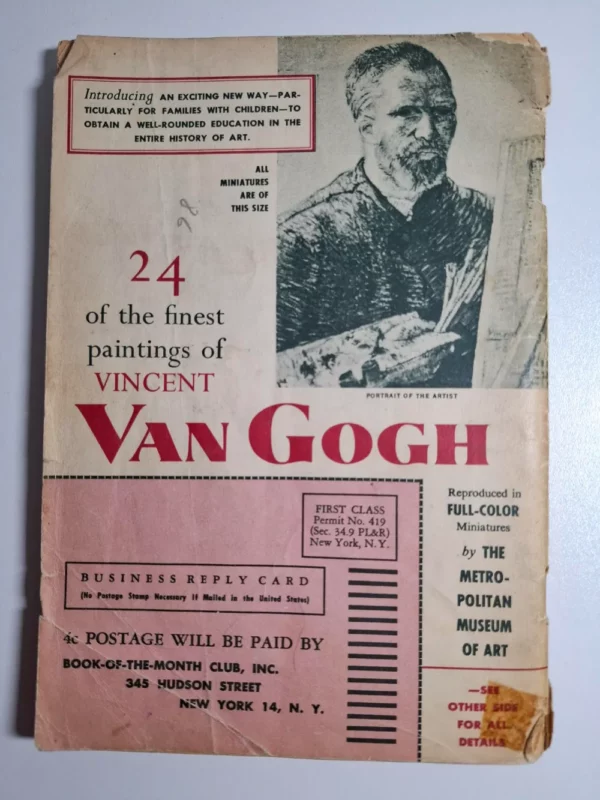 Introducing AN EXCITING NEW WAY—PAR-
TICULARLY FOR FAMILIES WITH CHILDREN—TO
OBTAIN A WELL-ROUNDED EDUCATION IN THE
ENTIRE HISTORY OF ART.
ALL
MINIATURES
ARE OF
THIS SIZE
98
24
of the finest
paintings of
VINCENT
VAN GOGH
Vincent
PORTRAIT OF THE ARTIST
FIRST CLASS
Permit No. 419
(Sec. 34.9 PL&R)
New York, N. Y.
BUSINESS REPLY CARD
(No Postage Stamp Necessary If Mailed in the United States)
4c POSTAGE WILL BE PAID BY
BOOK-OF-THE-MONTH CLUB, INC.
345 HUDSON STREET
NEW YORK 14, N. Y.
Reproduced in
FULL-COLOR
Miniatures
by THE
METRO-
POLITAN
MUSEUM
OF ART
—SEE
OTHER SIDE
FOR ALL
DETAILS